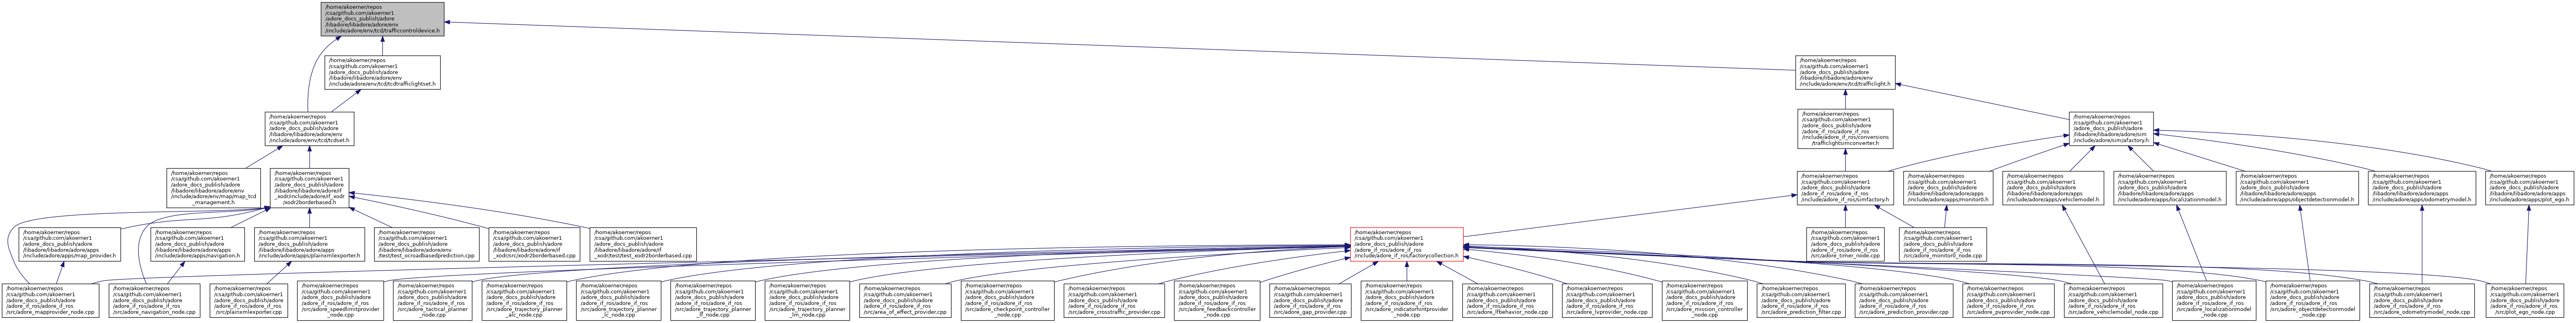 /home/akoerner/repos
/csa/github.com/akoerner1
/adore_docs_publish/adore
/libadore/libadore/adore/env
/include/adore/env/tcd/trafficcontroldevice.h
/home/akoerner/repos
/csa/github.com/akoerner1
/adore_docs_publish/adore
/libadore/libadore/adore/env
/include/adore/env/tcd/tcdtrafficlightset.h
/home/akoerner/repos
/csa/github.com/akoerner1
/adore_docs_publish/adore
/libadore/libadore/adore/env
/include/adore/env/tcd/trafficlight.h
/home/akoerner/repos
/csa/github.com/akoerner1
/adore_docs_publish/adore
/libadore/libadore/adore/env
/include/adore/env/tcd/tcdset.h
/home/akoerner/repos
/csa/github.com/akoerner1
/adore_docs_publish/adore
/adore_if_ros/adore_if_ros
/include/adore_if_ros/conversions
/trafficlightsimconverter.h
/home/akoerner/repos
/csa/github.com/akoerner1
/adore_docs_publish/adore
/libadore/libadore/adore/sim
/include/adore/sim/afactory.h
/home/akoerner/repos
/csa/github.com/akoerner1
/adore_docs_publish/adore
/libadore/libadore/adore/env
/include/adore/env/map/map_tcd
_management.h
/home/akoerner/repos
/csa/github.com/akoerner1
/adore_docs_publish/adore
/libadore/libadore/adore/if
_xodr/include/adore/if_xodr
/xodr2borderbased.h
/home/akoerner/repos
/csa/github.com/akoerner1
/adore_docs_publish/adore
/adore_if_ros/adore_if_ros
/include/adore_if_ros/simfactory.h
/home/akoerner/repos
/csa/github.com/akoerner1
/adore_docs_publish/adore
/libadore/libadore/adore/apps
/include/adore/apps/monitor0.h
/home/akoerner/repos
/csa/github.com/akoerner1
/adore_docs_publish/adore
/libadore/libadore/adore/apps
/include/adore/apps/vehiclemodel.h
/home/akoerner/repos
/csa/github.com/akoerner1
/adore_docs_publish/adore
/libadore/libadore/adore/apps
/include/adore/apps/localizationmodel.h
/home/akoerner/repos
/csa/github.com/akoerner1
/adore_docs_publish/adore
/libadore/libadore/adore/apps
/include/adore/apps/objectdetectionmodel.h
/home/akoerner/repos
/csa/github.com/akoerner1
/adore_docs_publish/adore
/libadore/libadore/adore/apps
/include/adore/apps/odometrymodel.h
/home/akoerner/repos
/csa/github.com/akoerner1
/adore_docs_publish/adore
/libadore/libadore/adore/apps
/include/adore/apps/plot_ego.h
/home/akoerner/repos
/csa/github.com/akoerner1
/adore_docs_publish/adore
/libadore/libadore/adore/apps
/include/adore/apps/map_provider.h
/home/akoerner/repos
/csa/github.com/akoerner1
/adore_docs_publish/adore
/libadore/libadore/adore/apps
/include/adore/apps/navigation.h
/home/akoerner/repos
/csa/github.com/akoerner1
/adore_docs_publish/adore
/libadore/libadore/adore/apps
/include/adore/apps/plainxmlexporter.h
/home/akoerner/repos
/csa/github.com/akoerner1
/adore_docs_publish/adore
/libadore/libadore/adore/env
/test/test_ocroadbasedprediction.cpp
/home/akoerner/repos
/csa/github.com/akoerner1
/adore_docs_publish/adore
/libadore/libadore/adore/if
_xodr/src/xodr2borderbased.cpp
/home/akoerner/repos
/csa/github.com/akoerner1
/adore_docs_publish/adore
/libadore/libadore/adore/if
_xodr/test/test_xodr2borderbased.cpp
/home/akoerner/repos
/csa/github.com/akoerner1
/adore_docs_publish/adore
/adore_if_ros/adore_if_ros
/include/adore_if_ros/factorycollection.h
/home/akoerner/repos
/csa/github.com/akoerner1
/adore_docs_publish/adore
/adore_if_ros/adore_if_ros
/src/adore_timer_node.cpp
/home/akoerner/repos
/csa/github.com/akoerner1
/adore_docs_publish/adore
/adore_if_ros/adore_if_ros
/src/adore_monitor0_node.cpp
/home/akoerner/repos
/csa/github.com/akoerner1
/adore_docs_publish/adore
/adore_if_ros/adore_if_ros
/src/adore_mapprovider_node.cpp
/home/akoerner/repos
/csa/github.com/akoerner1
/adore_docs_publish/adore
/adore_if_ros/adore_if_ros
/src/adore_navigation_node.cpp
/home/akoerner/repos
/csa/github.com/akoerner1
/adore_docs_publish/adore
/adore_if_ros/adore_if_ros
/src/plainxmlexporter.cpp
/home/akoerner/repos
/csa/github.com/akoerner1
/adore_docs_publish/adore
/adore_if_ros/adore_if_ros
/src/adore_speedlimitprovider
_node.cpp
/home/akoerner/repos
/csa/github.com/akoerner1
/adore_docs_publish/adore
/adore_if_ros/adore_if_ros
/src/adore_tactical_planner
_node.cpp
/home/akoerner/repos
/csa/github.com/akoerner1
/adore_docs_publish/adore
/adore_if_ros/adore_if_ros
/src/adore_trajectory_planner
_alc_node.cpp
/home/akoerner/repos
/csa/github.com/akoerner1
/adore_docs_publish/adore
/adore_if_ros/adore_if_ros
/src/adore_trajectory_planner
_lc_node.cpp
/home/akoerner/repos
/csa/github.com/akoerner1
/adore_docs_publish/adore
/adore_if_ros/adore_if_ros
/src/adore_trajectory_planner
_lf_node.cpp
/home/akoerner/repos
/csa/github.com/akoerner1
/adore_docs_publish/adore
/adore_if_ros/adore_if_ros
/src/adore_trajectory_planner
_lm_node.cpp
/home/akoerner/repos
/csa/github.com/akoerner1
/adore_docs_publish/adore
/adore_if_ros/adore_if_ros
/src/area_of_effect_provider.cpp
/home/akoerner/repos
/csa/github.com/akoerner1
/adore_docs_publish/adore
/adore_if_ros/adore_if_ros
/src/adore_checkpoint_controller
_node.cpp
/home/akoerner/repos
/csa/github.com/akoerner1
/adore_docs_publish/adore
/adore_if_ros/adore_if_ros
/src/adore_crosstraffic_provider.cpp
/home/akoerner/repos
/csa/github.com/akoerner1
/adore_docs_publish/adore
/adore_if_ros/adore_if_ros
/src/adore_feedbackcontroller
_node.cpp
/home/akoerner/repos
/csa/github.com/akoerner1
/adore_docs_publish/adore
/adore_if_ros/adore_if_ros
/src/adore_gap_provider.cpp
/home/akoerner/repos
/csa/github.com/akoerner1
/adore_docs_publish/adore
/adore_if_ros/adore_if_ros
/src/adore_indicatorhintprovider
_node.cpp
/home/akoerner/repos
/csa/github.com/akoerner1
/adore_docs_publish/adore
/adore_if_ros/adore_if_ros
/src/adore_lfbehavior_node.cpp
/home/akoerner/repos
/csa/github.com/akoerner1
/adore_docs_publish/adore
/adore_if_ros/adore_if_ros
/src/adore_lvprovider_node.cpp
/home/akoerner/repos
/csa/github.com/akoerner1
/adore_docs_publish/adore
/adore_if_ros/adore_if_ros
/src/adore_mission_controller
_node.cpp
/home/akoerner/repos
/csa/github.com/akoerner1
/adore_docs_publish/adore
/adore_if_ros/adore_if_ros
/src/adore_prediction_filter.cpp
/home/akoerner/repos
/csa/github.com/akoerner1
/adore_docs_publish/adore
/adore_if_ros/adore_if_ros
/src/adore_prediction_provider.cpp
/home/akoerner/repos
/csa/github.com/akoerner1
/adore_docs_publish/adore
/adore_if_ros/adore_if_ros
/src/adore_pvprovider_node.cpp
/home/akoerner/repos
/csa/github.com/akoerner1
/adore_docs_publish/adore
/adore_if_ros/adore_if_ros
/src/adore_vehiclemodel_node.cpp
/home/akoerner/repos
/csa/github.com/akoerner1
/adore_docs_publish/adore
/adore_if_ros/adore_if_ros
/src/adore_localizationmodel
_node.cpp
/home/akoerner/repos
/csa/github.com/akoerner1
/adore_docs_publish/adore
/adore_if_ros/adore_if_ros
/src/adore_objectdetectionmodel
_node.cpp
/home/akoerner/repos
/csa/github.com/akoerner1
/adore_docs_publish/adore
/adore_if_ros/adore_if_ros
/src/adore_odometrymodel_node.cpp
/home/akoerner/repos
/csa/github.com/akoerner1
/adore_docs_publish/adore
/adore_if_ros/adore_if_ros
/src/plot_ego_node.cpp